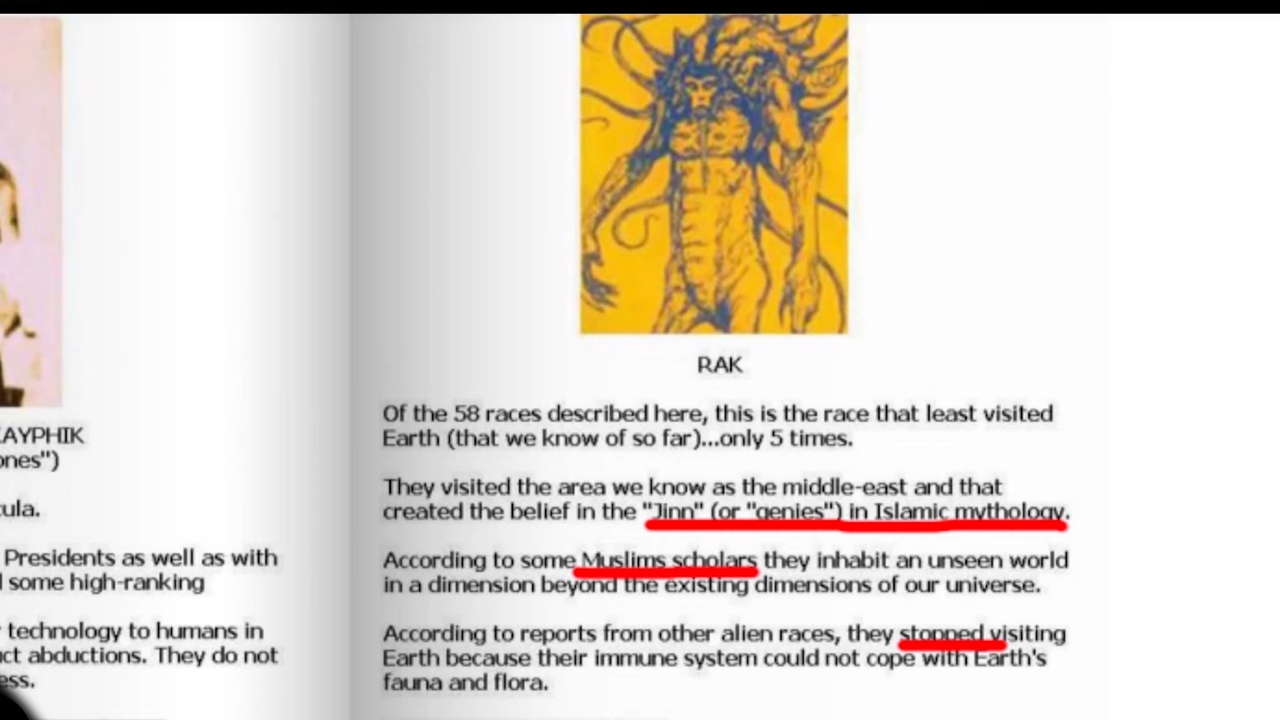 AYPHIK
ones")
ula.
Presidents as well as with
some high-ranking
technology to humans in
ct abductions. They do not
ess.
RAK
Of the 58 races described here, this is the race that least visited
Earth (that we know of so far)...only 5 times.
They visited the area we know as the middle-east and that
created the belief in the "Jinn" (or "genies") in Islamic mythology.
According to some Muslims scholars they inhabit an unseen world
in a dimension beyond the existing dimensions of our universe.
According to reports from other alien races, they stopped visiting
Earth because their immune system could not cope with Earth's
fauna and flora.